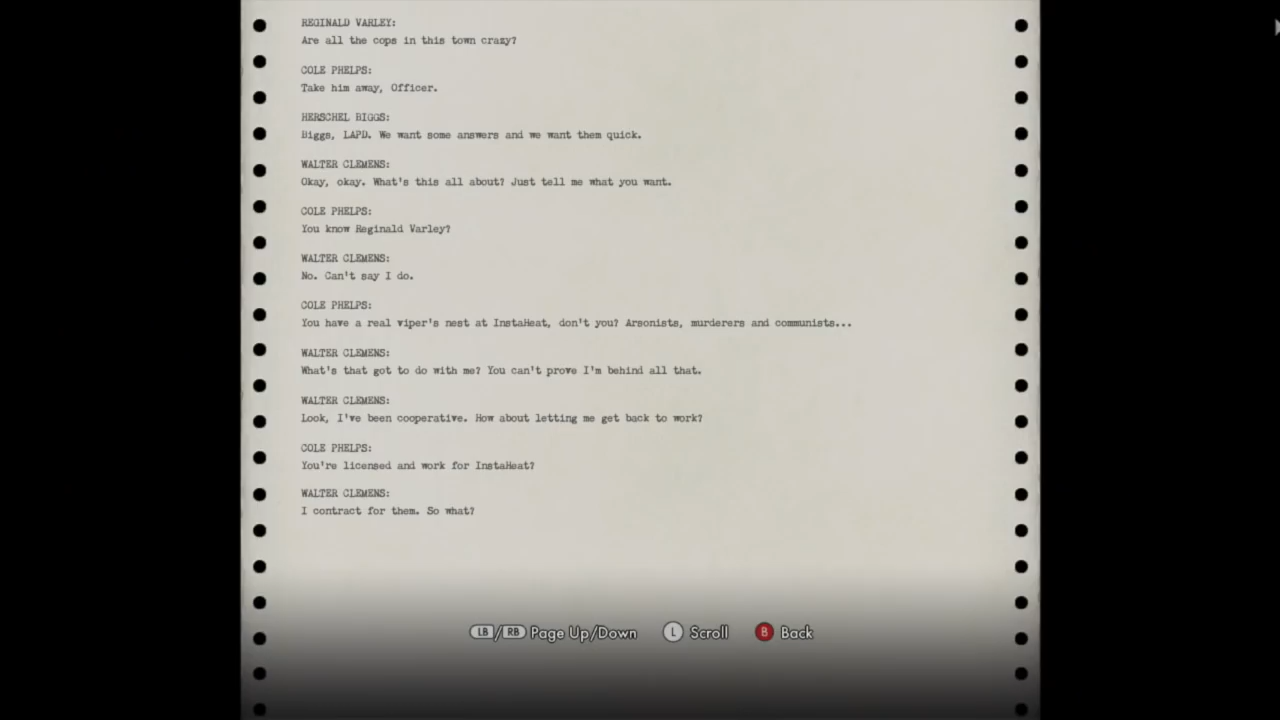 REGINALD VARLEY:
Are all the cops in this town crazy?
COLE PHELPS:
Take him away, Officer.
HERSCHEL BIGGS:
Biggs, LAPD. We want some answers and we want them quick.
WALTER CLEMENS:
Okay, okay. What's this all about? Just tell me what you want.
COLE PHELPS:
You know Reginald Varley?
WALTER CLEMENS:
No. Can't say I do.
COLE PHELPS:
You have a real viper's nest at InstaHeat, don't you? Arsonists, murderers and communists...
WALTER CLEMENS:
What's that got to do with me? You can't prove I'm behind all that.
WALTER CLEMENS:
Look, I've been cooperative. How about letting me get back to work?
COLE PHELPS:
You're licensed and work for InstaHeat?
WALTER CLEMENS:
I contract for them. So what?
LB/RB Page Up/Down L Scroll B Back